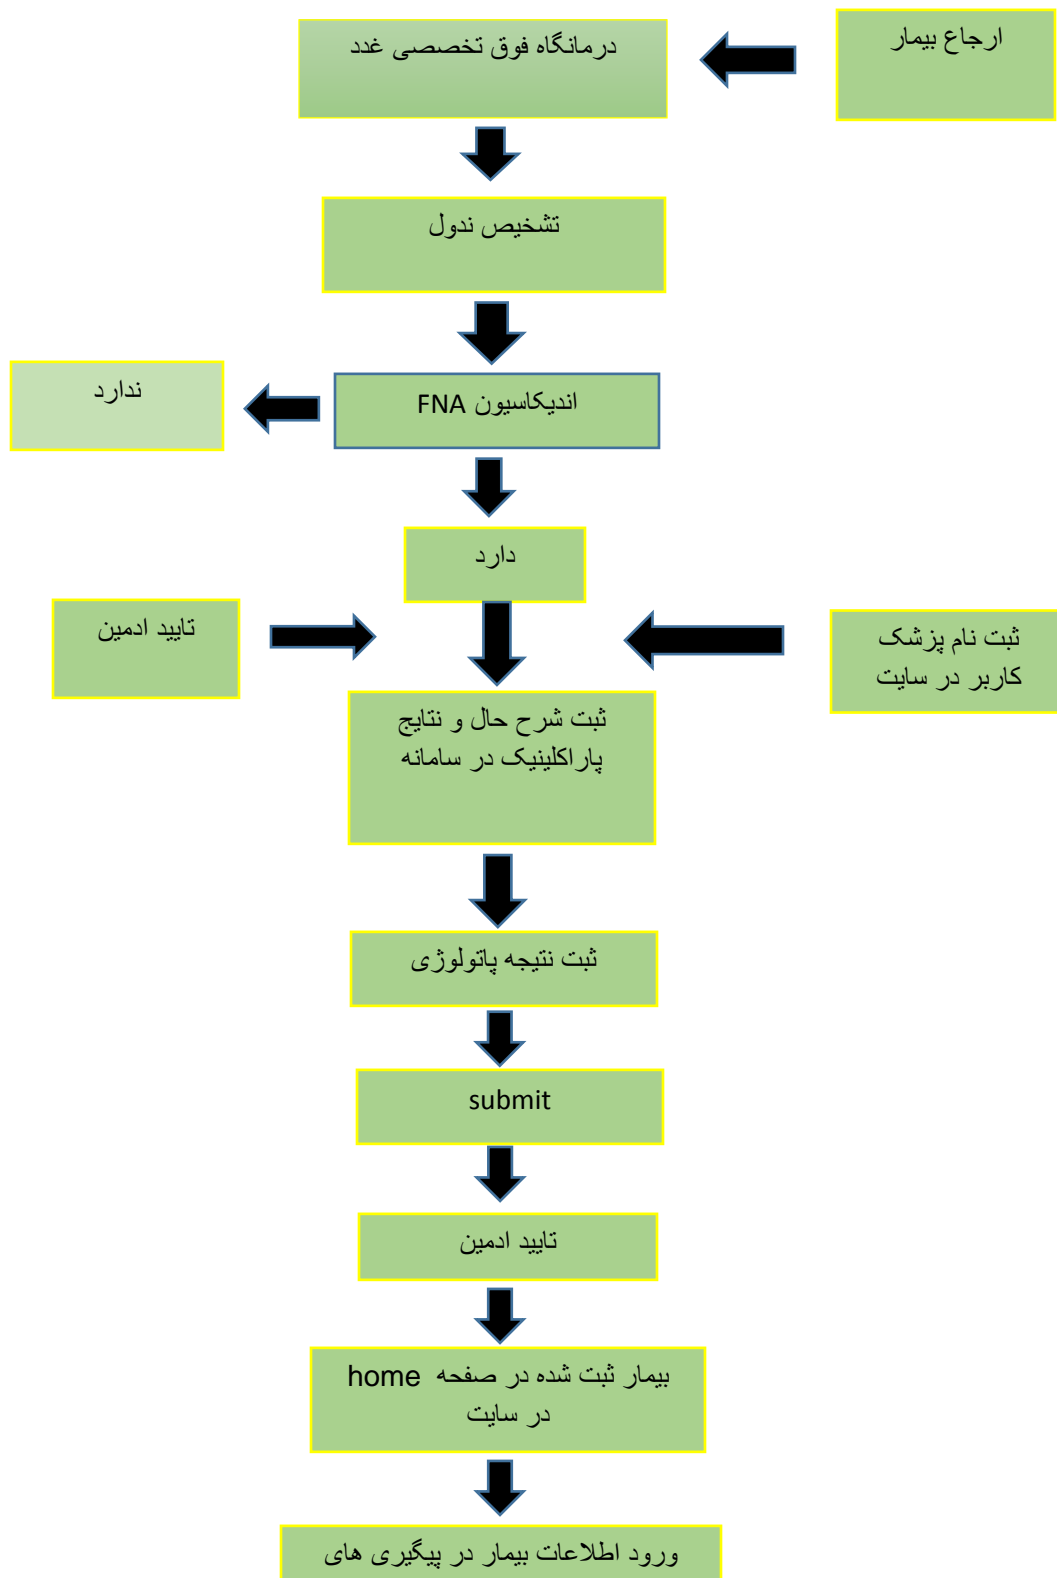 ارجاع بیمار
درمانگاه فوق تخصصی غدد
تشخیص ندول
اندیکاسیون FNA
ندارد
دارد
ثبت نام پزشک
کاربر در سایت
تایید ادمین
ثبت شرح حال و نتایج
پاراکلینیک در سامانه
ثبت نتیجه پاتولوژی
submit
تایید ادمین
بیمار ثبت شده در صفحه home
در سایت
ورود اطلاعات بیمار در پیگیری های